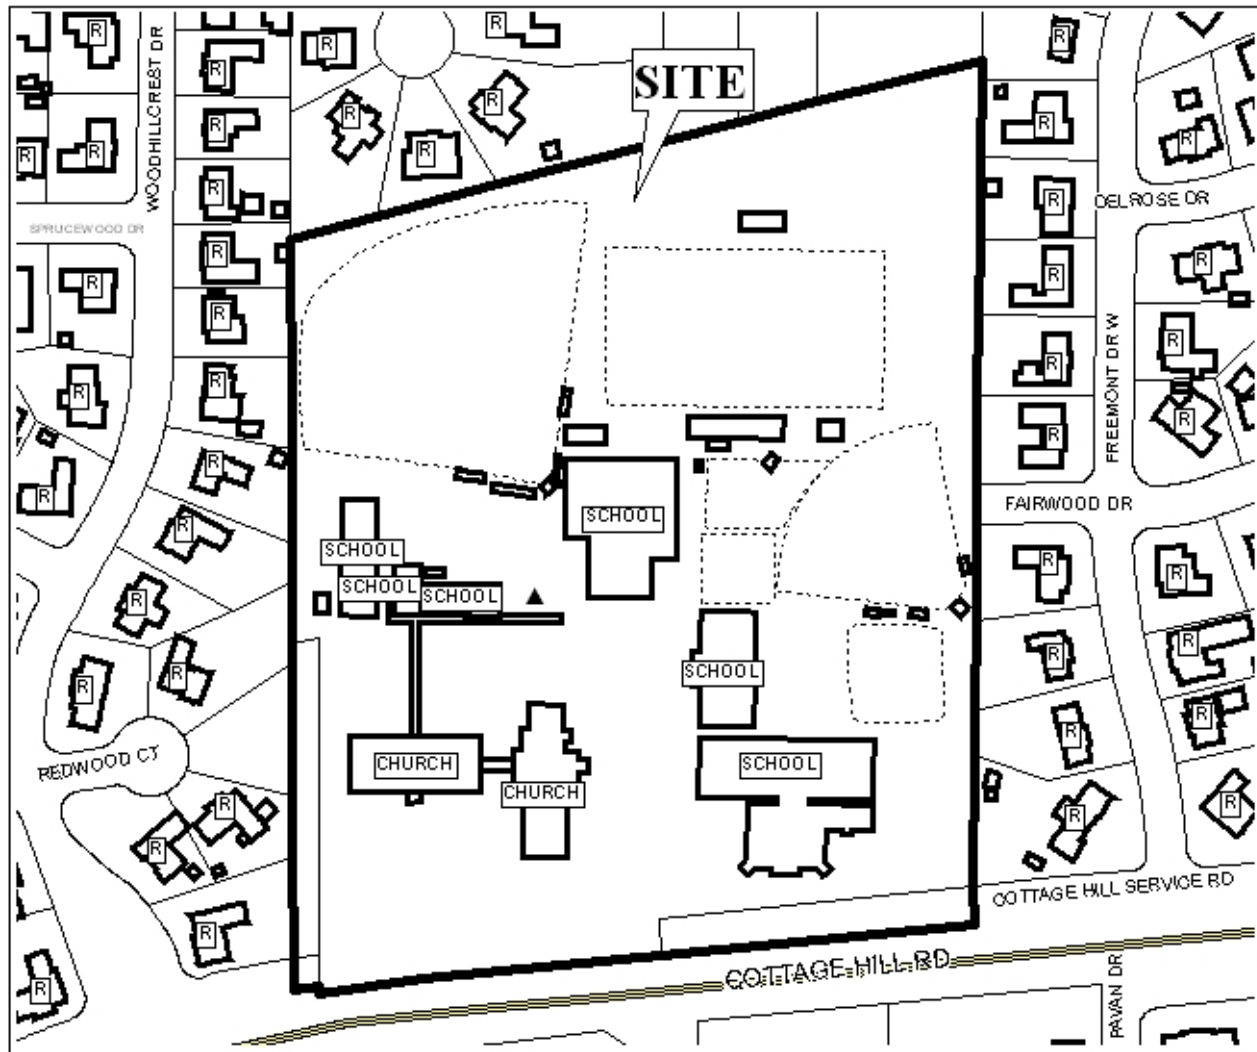 R
R
R
R
R
WOODHILLCREST DR
SITE
R
R
R
R
R
R
R
R
R
R
R
R
DELROSE DR
SPRUCEWOOD DR
R
R
R
R
R
R
R
FREEMONT DR W
R
R
R
R
R
R
R
R
R
FAIRWOOD DR
SCHOOL
R
SCHOOL
R
R
SCHOOL
SCHOOL
R
R
R
R
SCHOOL
R
R
R
REDWOOD CT
CHURCH
SCHOOL
CHURCH
R
R
R
R
COTTAGE HILL SERVICE RD
R
COTTAGE HILL RD
R
PAVAN DR